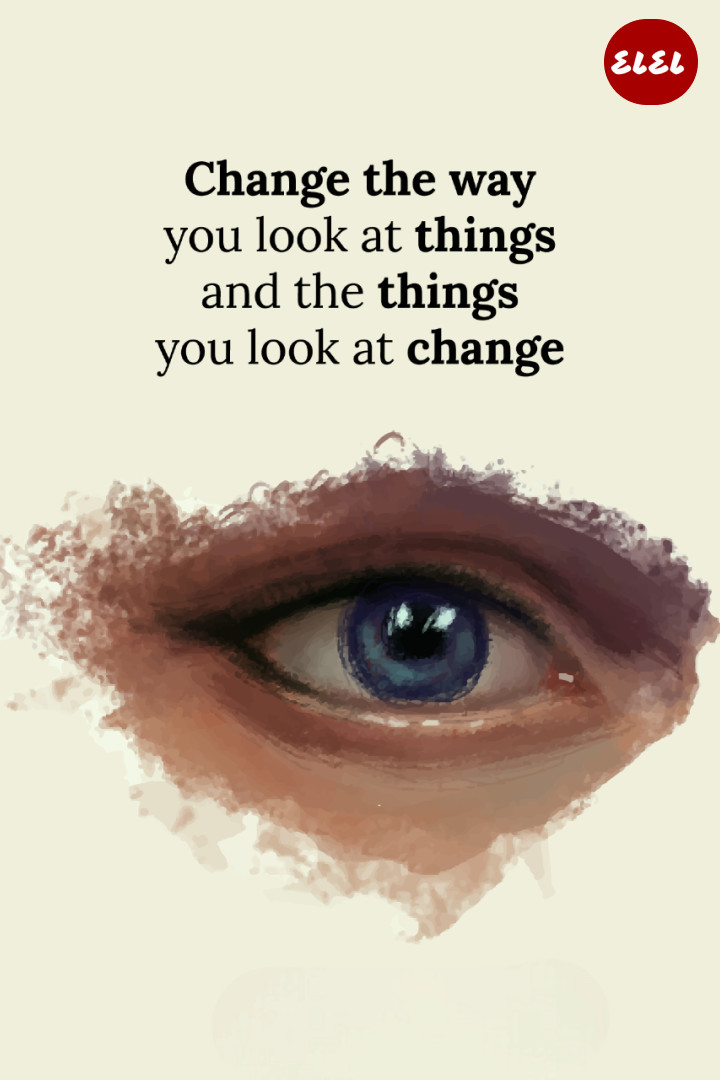 ELEL
Change the way
you look at things
and the things
you look at change